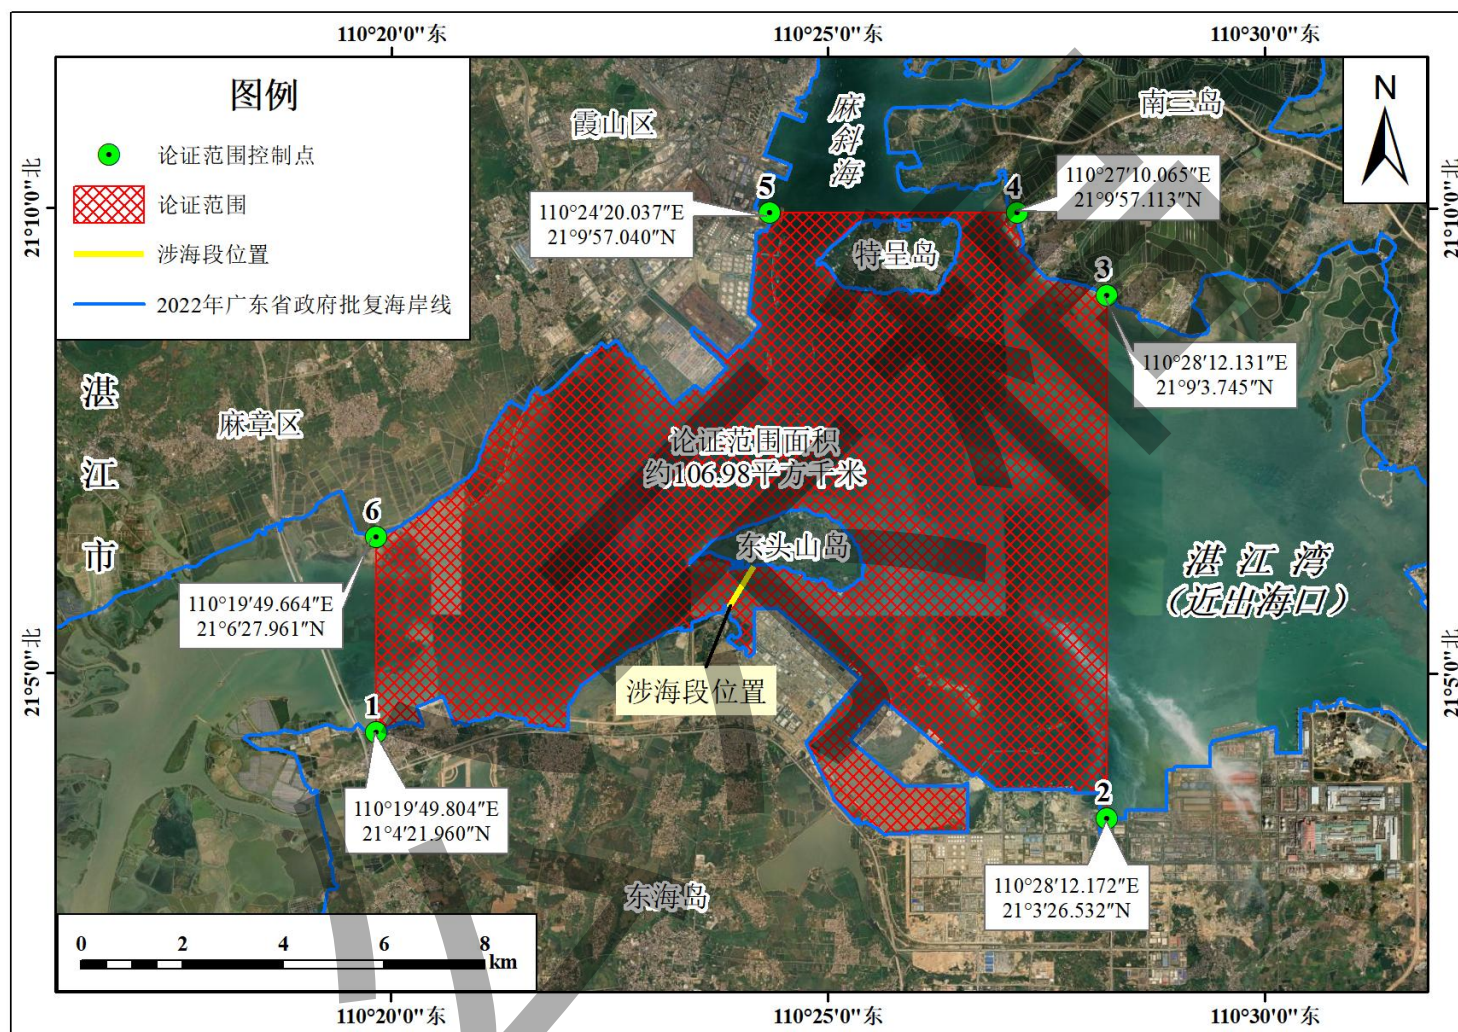 110°20′0″东
110°25′0″东
110°30′0″东
图例
论证范围控制点
论证范围
涉海段位置
2022年广东省政府批复海岸线
N
21°10′0″北
21°10′0″北
21°5′0″北
21°5′0″北
霞山区
麻斜海
南三岛
5
4
110°24′20.037″E
21°9′57.040″N
110°27′10.065″E
21°9′57.113″N
特呈岛
3
110°28′12.131″E
21°9′3.745″N
湛江市
麻章区
论证范围面积
约106.98平方千米
6
东头山岛
湛江湾
（近出海口）
110°19′49.664″E
21°6′27.961″N
涉海段位置
1
2
110°19′49.804″E
21°4′21.960″N
110°28′12.172″E
21°3′26.532″N
东海岛
0 2 4 6 8
km
110°20′0″东
110°25′0″东
110°30′0″东